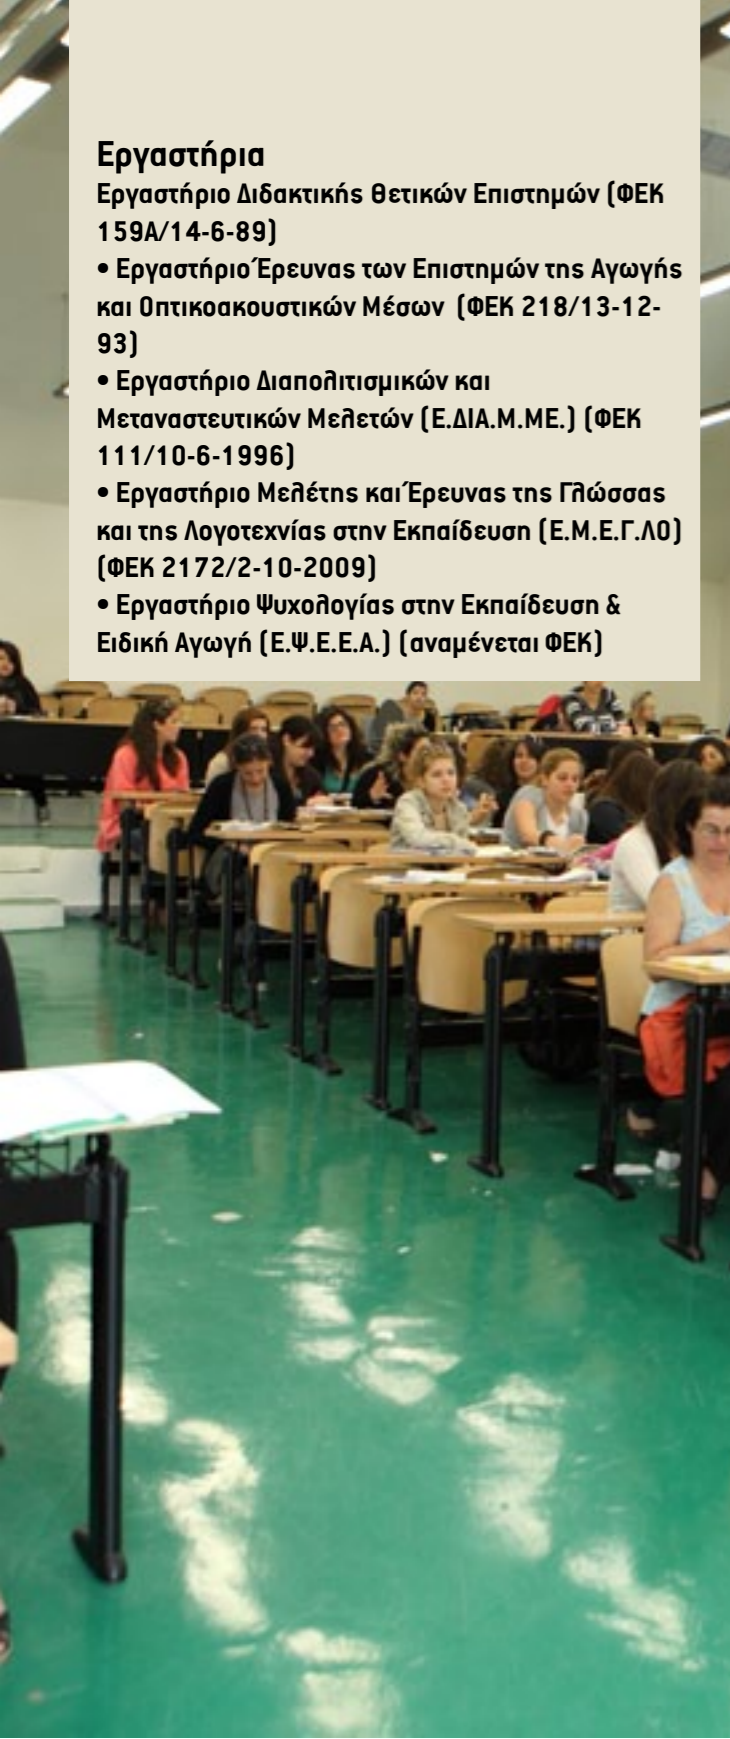 Εργαστήρια
Εργαστήριο Διδακτικής Θετικών Επιστημών (ΦΕΚ
159Α/14-6-89)
• Εργαστήριο Έρευνας των Επιστημών της Αγωγής
και Οπτικοακουστικών Μέσων (ΦΕΚ 218/13-12-
93)
• Εργαστήριο Διαπολιτισμικών και
Μεταναστευτικών Μελετών (Ε.ΔΙΑ.Μ.ΜΕ.) (ΦΕΚ
111/10-6-1996)
• Εργαστήριο Μελέτης και Έρευνας της Γλώσσας
και της Λογοτεχνίας στην Εκπαίδευση (Ε.Μ.Ε.Γ.ΛΟ)
(ΦΕΚ 2172/2-10-2009)
• Εργαστήριο Ψυχολογίας στην Εκπαίδευση &
Ειδική Αγωγή (Ε.Ψ.Ε.Ε.Α.) (αναμένεται ΦΕΚ)